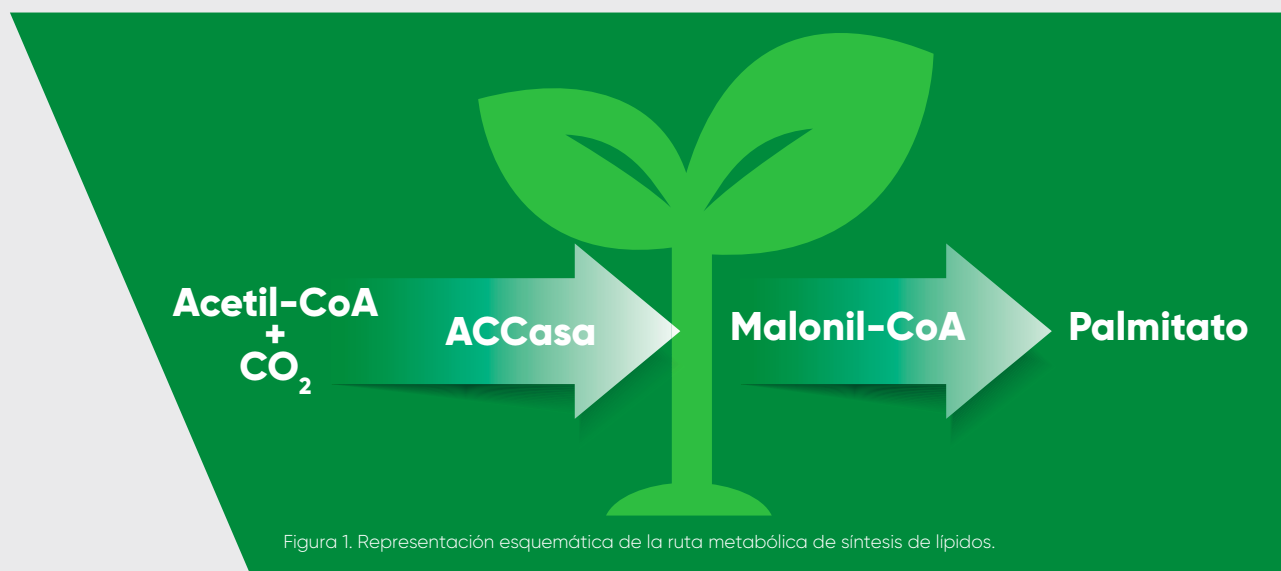 Acetil-CoA
+
CO₂
ACCasa
Malonil-CoA
Palmitato
Figura 1. Representación esquemática de la ruta metabólica de síntesis de lípidos.